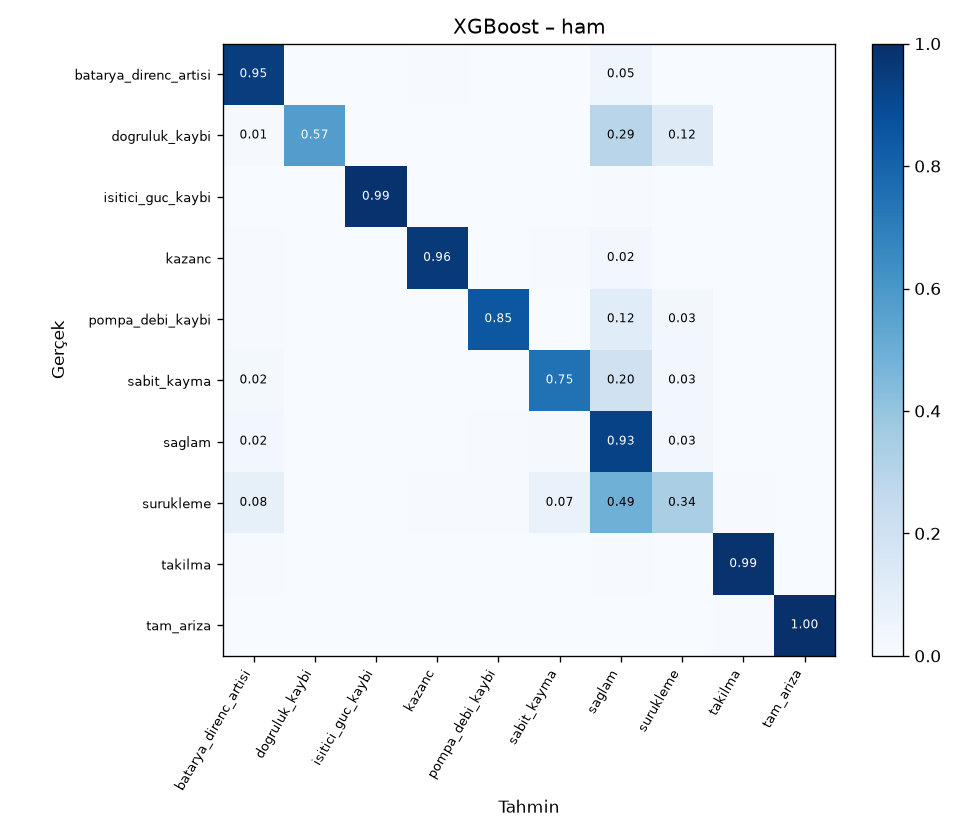 XGBoost – ham
Gerçek
batarya_direnc_artisi 0.95 0.05
dogruluk_kaybi 0.01 0.57 0.29 0.12
isitici_guc_kaybi 0.99
kazanc 0.96 0.02
pompa_debi_kaybi 0.85 0.12 0.03
sabit_kayma 0.02 0.75 0.20 0.03
saglam 0.02 0.93 0.03
surukleme 0.08 0.07 0.49 0.34
takilma 0.99
tam_ariza 1.00
batarya_direnc_artisi
dogruluk_kaybi
isitici_guc_kaybi
kazanc
pompa_debi_kaybi
sabit_kayma
saglam
surukleme
takilma
tam_ariza
Tahmin
1.0
0.8
0.6
0.4
0.2
0.0